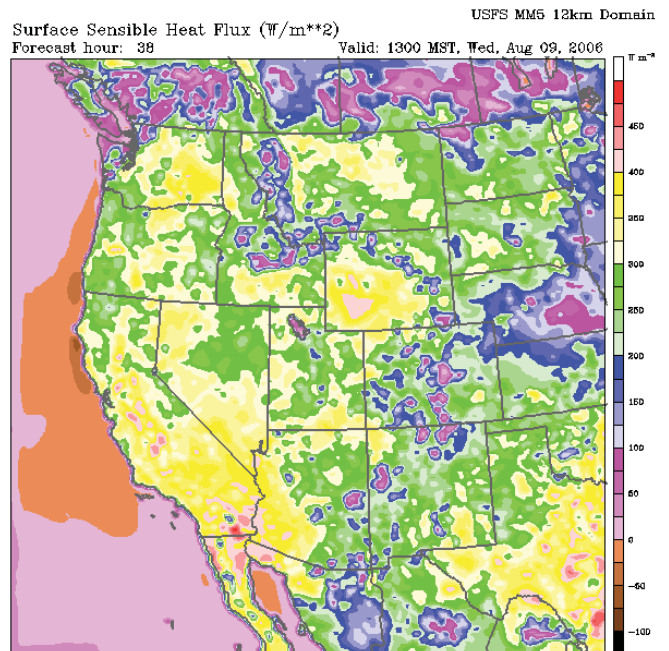 USFS MM5 12km Domain
Surface Sensible Heat Flux (W/m**2)
Forecast hour: 38
Valid: 1300 MST, Wed, Aug 09, 2006
W m⁻²
450
400
350
300
250
200
150
100
50
0
-50
-100